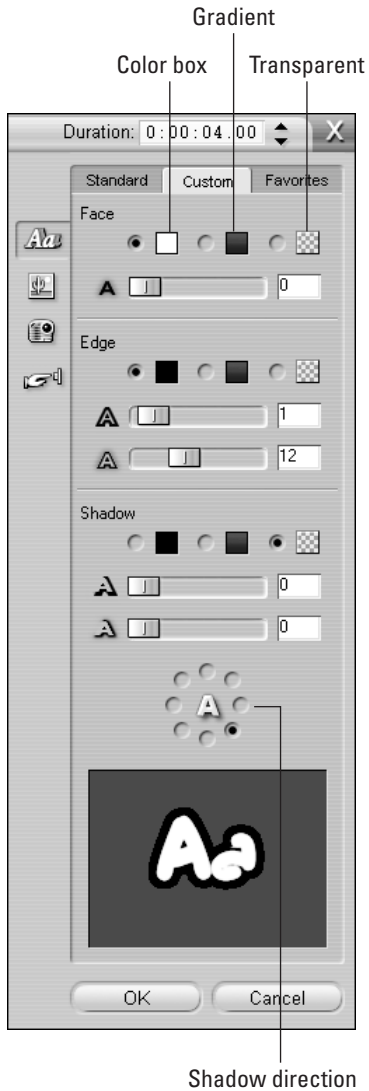 Gradient
Color box Transparent
Duration: 0:00:04.00 X
Standard Custom Favorites
Face
Aa
A 0
Edge
A 1
A 12
Shadow
A 0
A 0
A
Aa
OK Cancel
Shadow direction